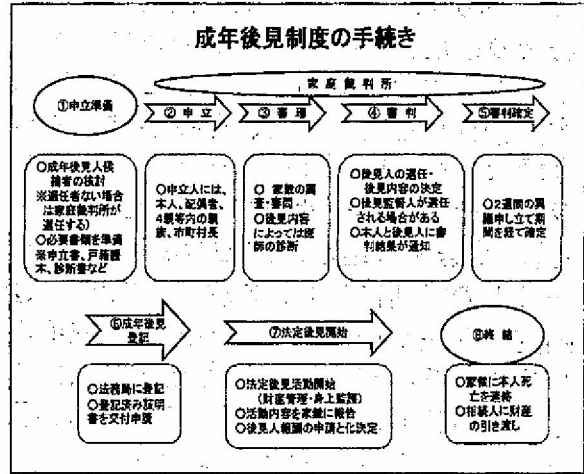 成年後見制度の手続き
家庭裁判所
①申立準備
②申立
③審理
④審判
⑤審判確定
○成年後見人候
補者の検討
※適任者ない場合
は家庭裁判所が
選任する)
○必要書類を準備
※申立書、戸籍謄
本、診断書など
○申立人には、
本人、配偶者、
4親等内の親
族、市町村長
○家裁の調
査・審問
○後見内容
によっては医
師の診断
○後見人の選任・
後見内容の決定
○後見監督人が選任
される場合がある
○本人と後見人に審
判結果が通知
○2週間の異
議申し立て期
間を経て確定
⑥成年後見
登記
⑦法定後見開始
⑧終結
○法務局に登記
○登記済み証明
書を交付申請
○法定後見活動開始
(財産管理・身上監護)
○活動内容を家裁に報告
○後見人報酬の申請と化決定
○家裁に本人死
亡を連絡
○相続人に財産
の引き渡し